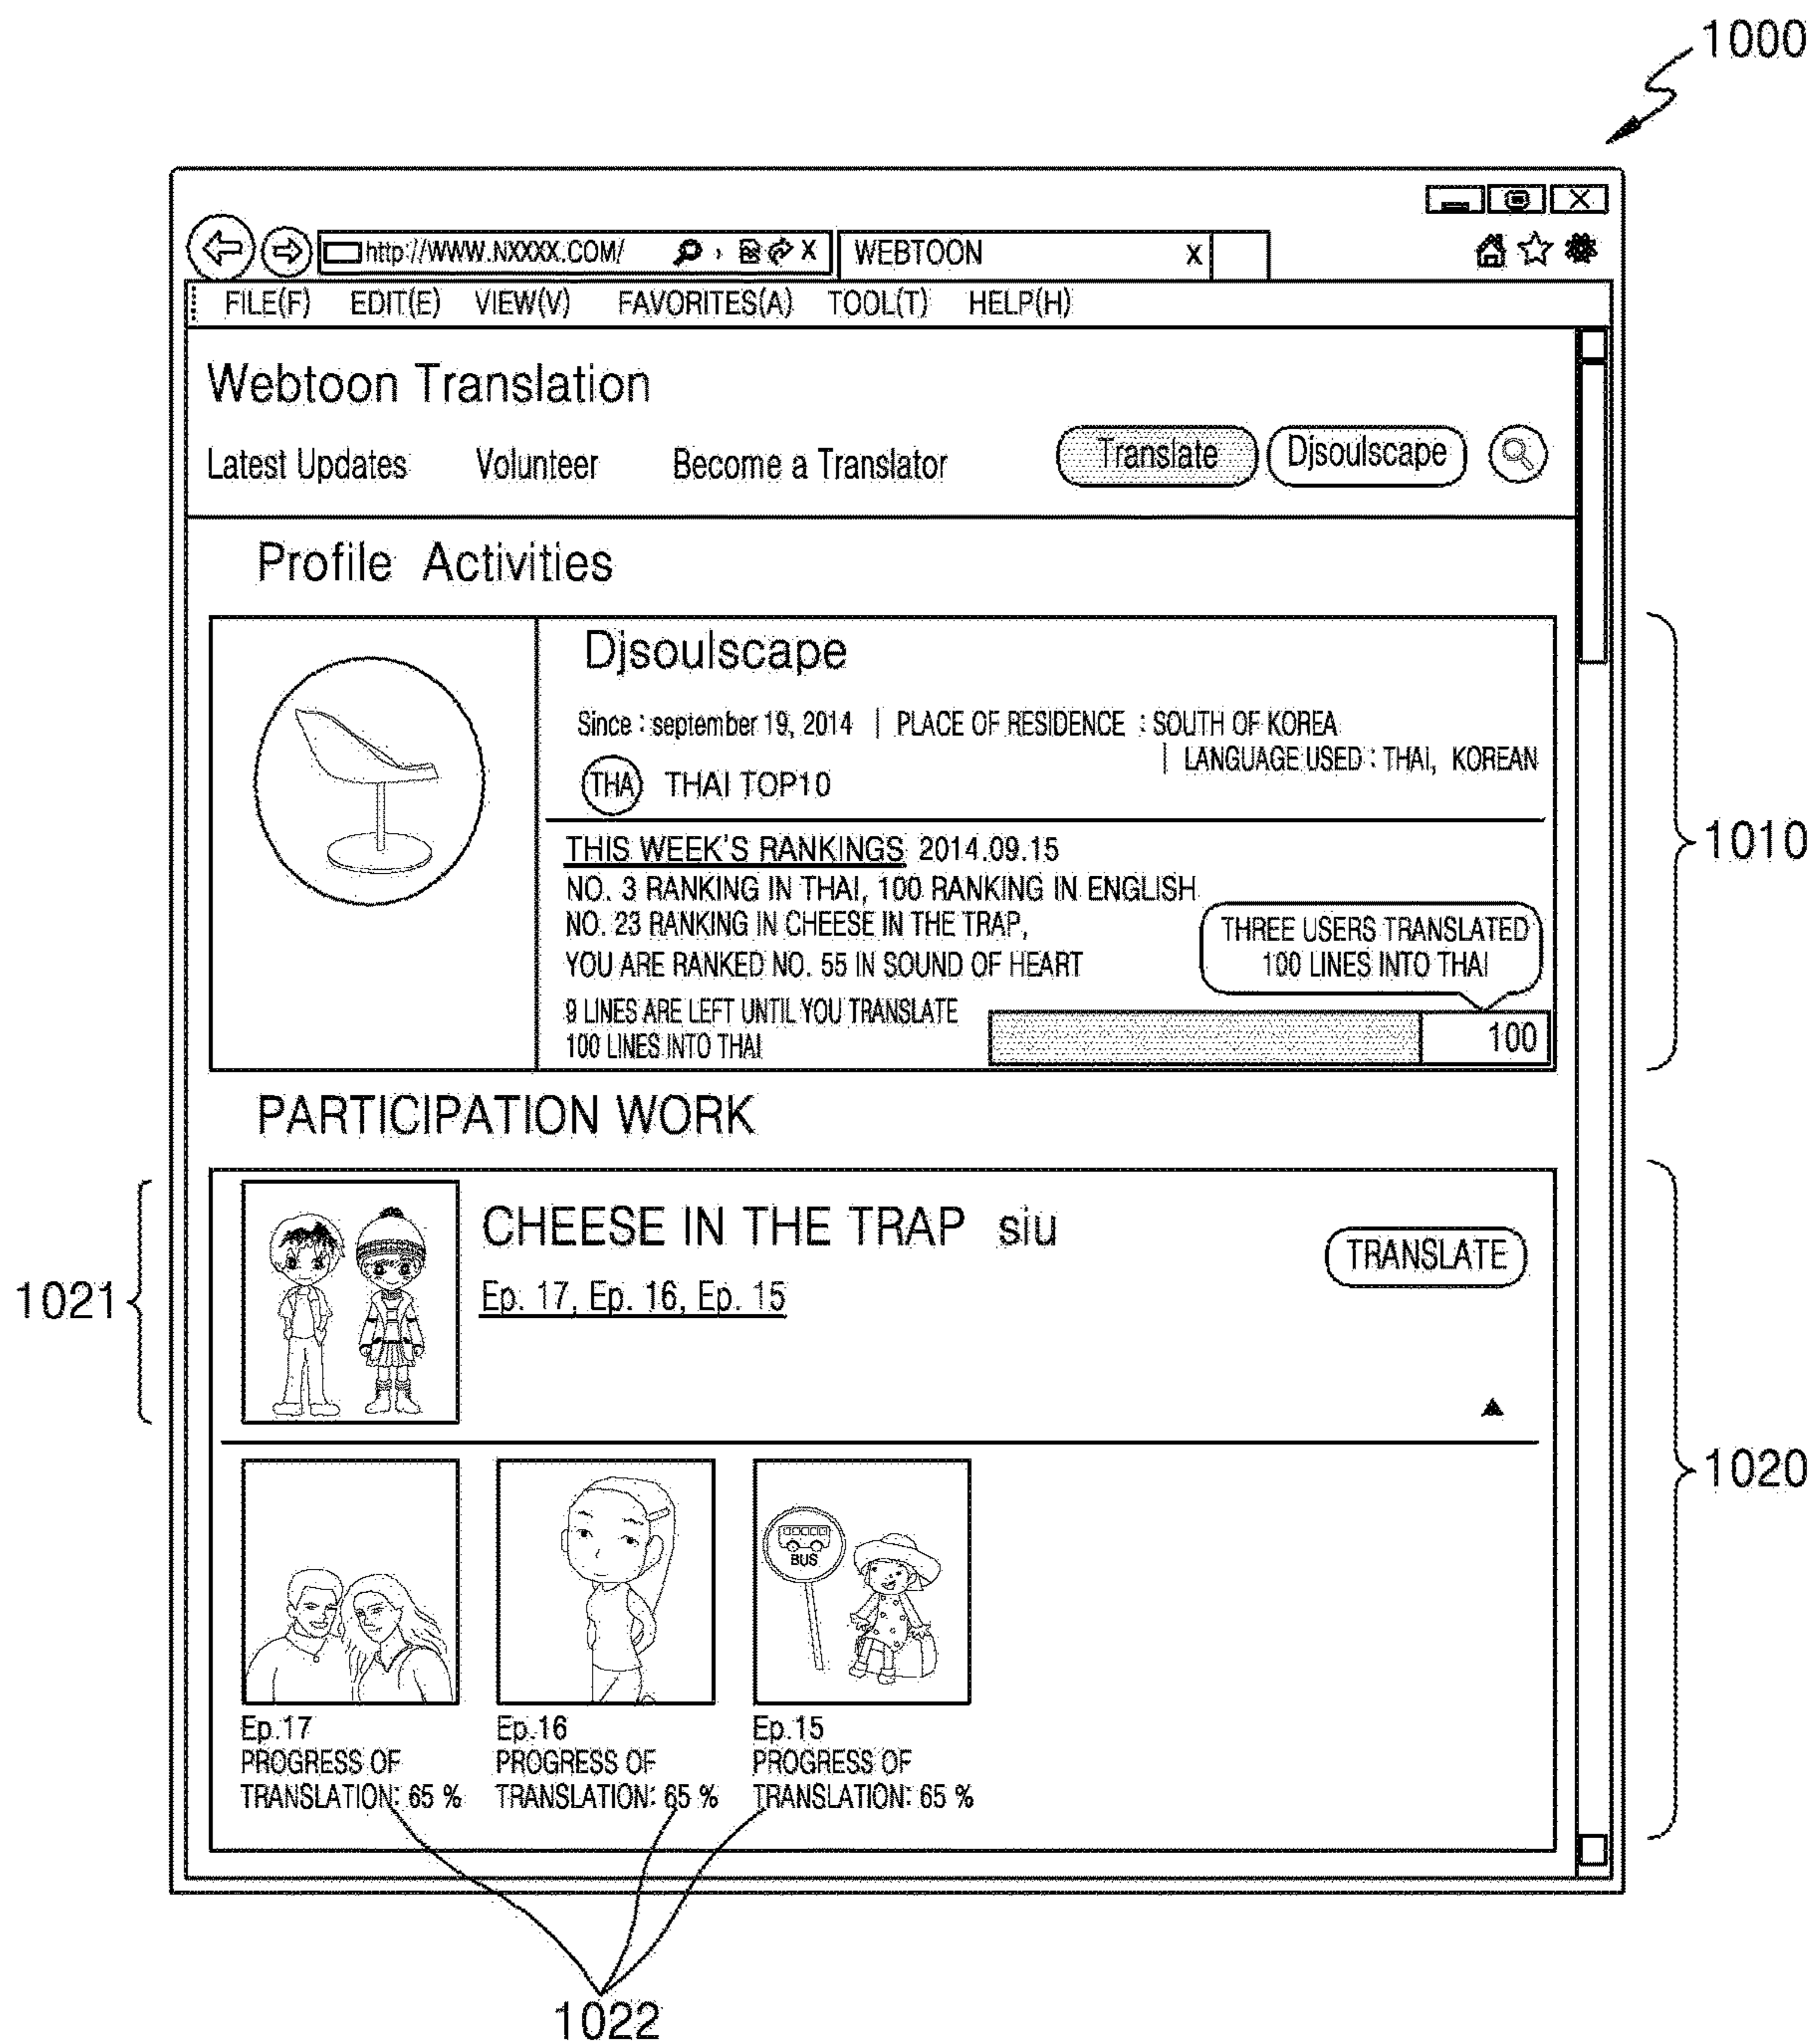 1000
http://WWW.NXXXX.COM/ X WEBTOON X
FILE(F) EDIT(E) VIEW(V) FAVORITES(A) TOOL(T) HELP(H)
Webtoon Translation
Latest Updates Volunteer Become a Translator Translate Djsoulscape
Profile Activities
Djsoulscape
Since : september 19, 2014 | PLACE OF RESIDENCE : SOUTH OF KOREA
| LANGUAGE USED : THAI, KOREAN
THA THAI TOP10
THIS WEEK'S RANKINGS 2014.09.15
NO. 3 RANKING IN THAI, 100 RANKING IN ENGLISH
NO. 23 RANKING IN CHEESE IN THE TRAP,
YOU ARE RANKED NO. 55 IN SOUND OF HEART
THREE USERS TRANSLATED
100 LINES INTO THAI
9 LINES ARE LEFT UNTIL YOU TRANSLATE
100 LINES INTO THAI
100
1010
PARTICIPATION WORK
CHEESE IN THE TRAP siu
TRANSLATE
Ep. 17, Ep. 16, Ep. 15
1021
1020
BUS
Ep.17
PROGRESS OF
TRANSLATION: 65 %
Ep.16
PROGRESS OF
TRANSLATION: 65 %
Ep.15
PROGRESS OF
TRANSLATION: 65 %
1022